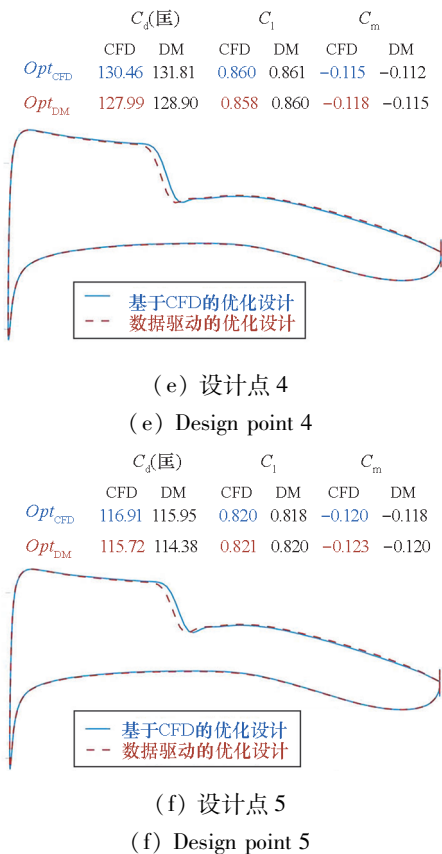 C_d(匡) C_l C_m
CFD DM CFD DM CFD DM
Opt_CFD 130.46 131.81 0.860 0.861 −0.115 −0.112
Opt_DM 127.99 128.90 0.858 0.860 −0.118 −0.115
基于CFD的优化设计
数据驱动的优化设计
(e) 设计点 4
(e) Design point 4
C_d(匡) C_l C_m
CFD DM CFD DM CFD DM
Opt_CFD 116.91 115.95 0.820 0.818 −0.120 −0.118
Opt_DM 115.72 114.38 0.821 0.820 −0.123 −0.120
基于CFD的优化设计
数据驱动的优化设计
(f) 设计点 5
(f) Design point 5